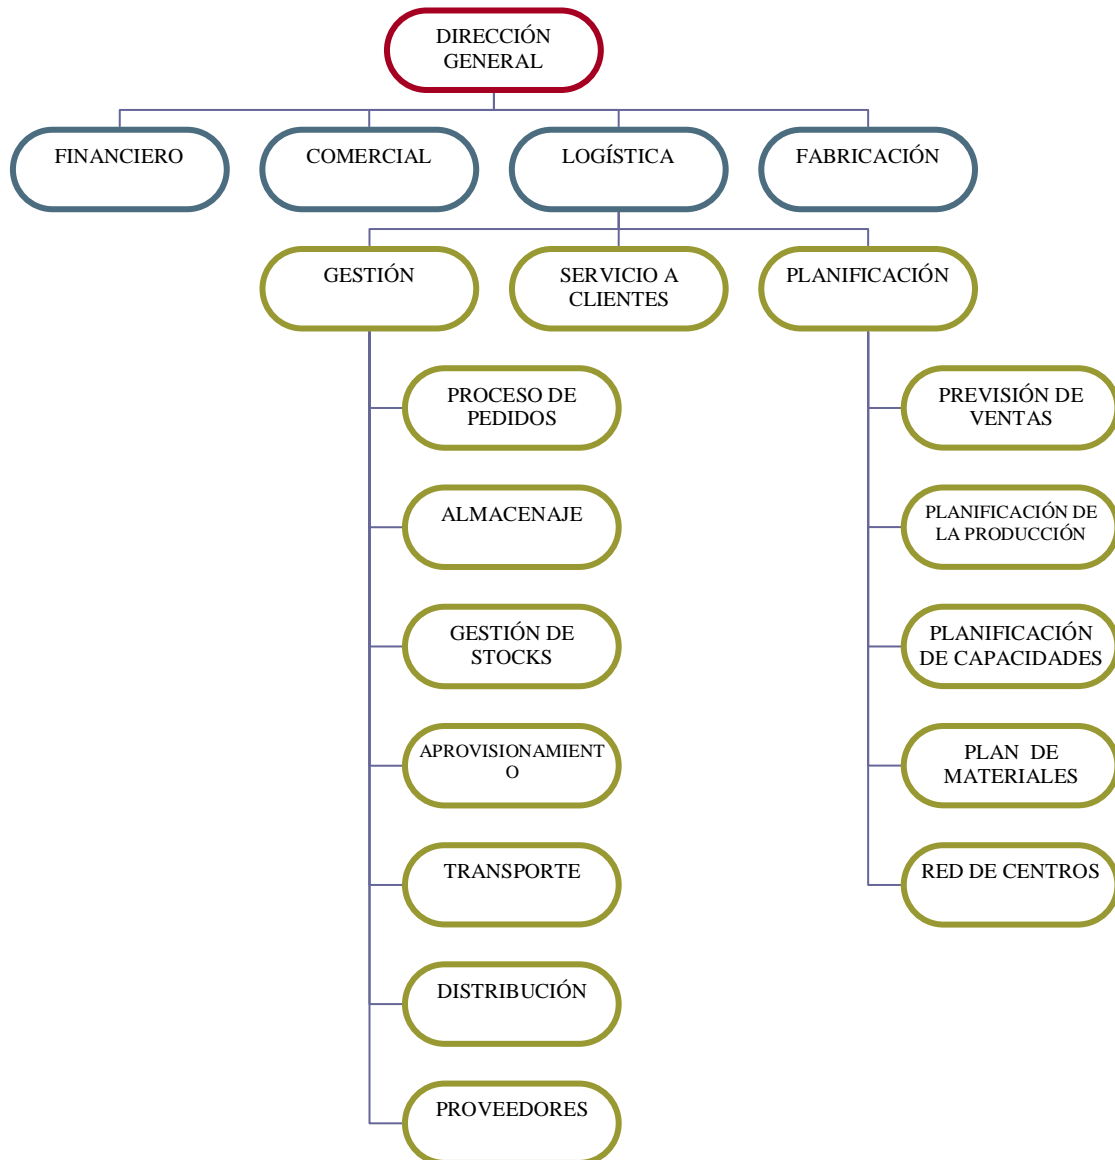 DIRECCIÓN
GENERAL
FINANCIERO
COMERCIAL
LOGÍSTICA
FABRICACIÓN
GESTIÓN
SERVICIO A
CLIENTES
PLANIFICACIÓN
PROCESO DE
PEDIDOS
ALMACENAJE
GESTIÓN DE
STOCKS
APROVISIONAMIENT
O
TRANSPORTE
DISTRIBUCIÓN
PROVEEDORES
PREVISIÓN DE
VENTAS
PLANIFICACIÓN DE
LA PRODUCCIÓN
PLANIFICACIÓN
DE CAPACIDADES
PLAN DE
MATERIALES
RED DE CENTROS